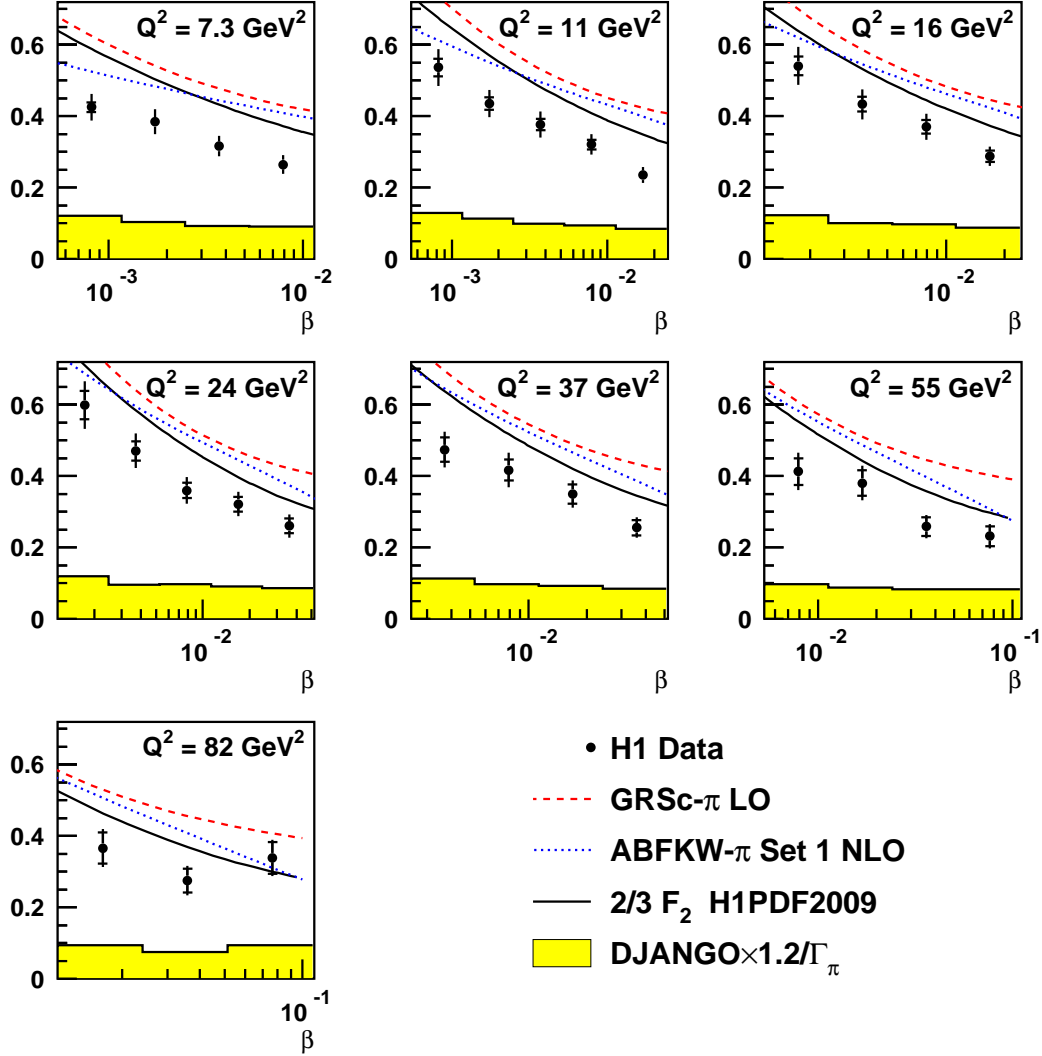 Q² = 7.3 GeV²
0.6
0.4
0.2
0
10⁻³
10⁻²
β
Q² = 11 GeV²
0.6
0.4
0.2
0
10⁻³
10⁻²
β
Q² = 16 GeV²
0.6
0.4
0.2
0
10⁻²
β
Q² = 24 GeV²
0.6
0.4
0.2
0
10⁻²
β
Q² = 37 GeV²
0.6
0.4
0.2
0
10⁻²
β
Q² = 55 GeV²
0.6
0.4
0.2
0
10⁻²
10⁻¹
β
Q² = 82 GeV²
0.6
0.4
0.2
0
10⁻¹
β
H1 Data
GRSc-π LO
ABFKW-π Set 1 NLO
2/3 F₂ H1PDF2009
DJANGO×1.2/Γ_π